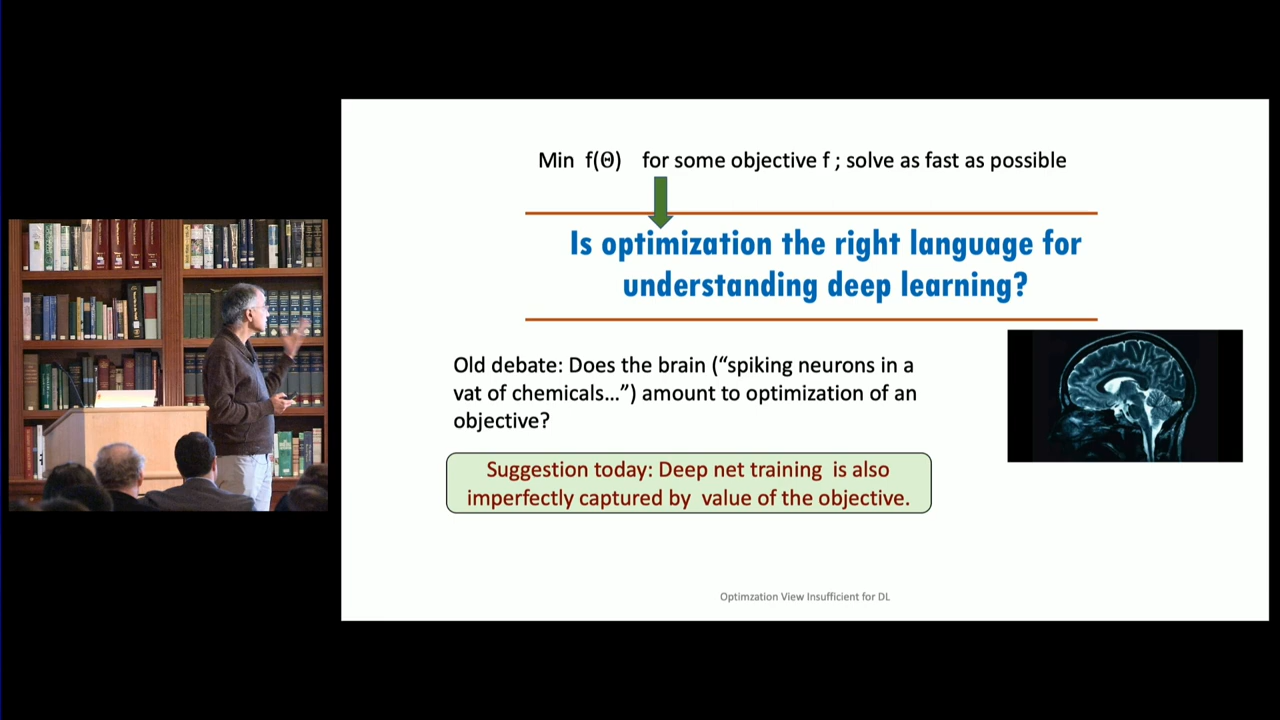 Min f(Θ) for some objective f ; solve as fast as possible
Is optimization the right language for
understanding deep learning?
Old debate: Does the brain (“spiking neurons in a
vat of chemicals…”) amount to optimization of an
objective?
Suggestion today: Deep net training is also
imperfectly captured by value of the objective.
Optimzation View Insufficient for DL